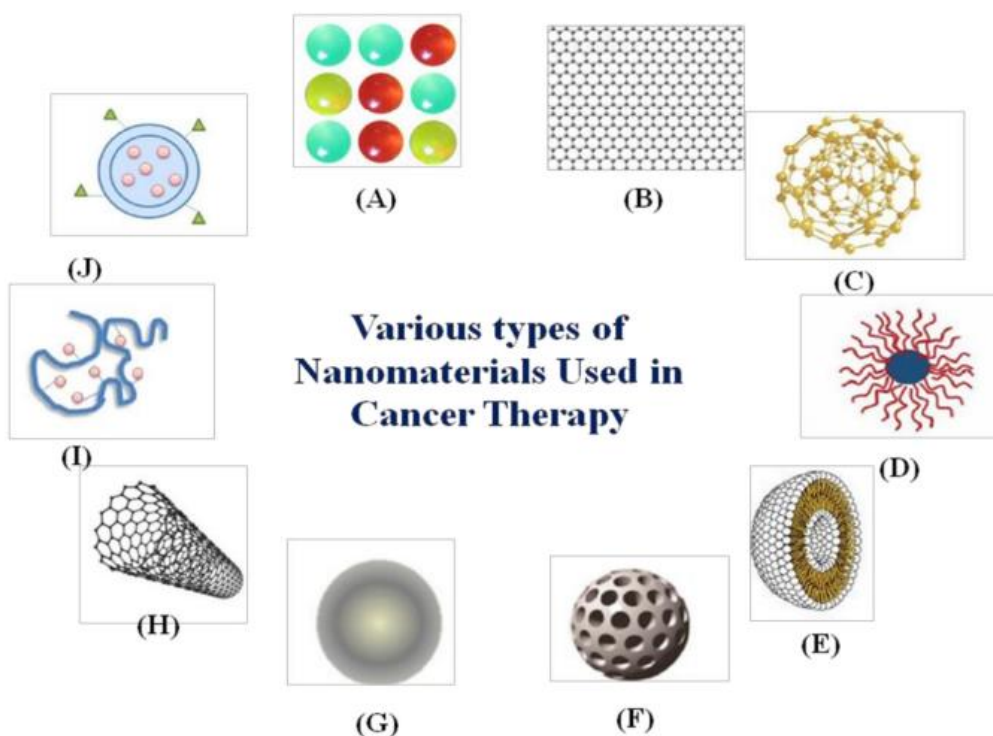 (A)
(B)
(C)
(D)
(E)
(F)
(G)
(H)
(I)
(J)
Various types of
Nanomaterials Used in
Cancer Therapy